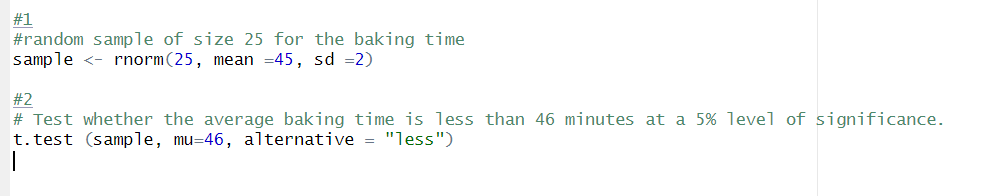 #1
#random sample of size 25 for the baking time
sample <- rnorm(25, mean =45, sd =2)
#2
# Test whether the average baking time is less than 46 minutes at a 5% level of significance.
t.test (sample, mu=46, alternative = "less")